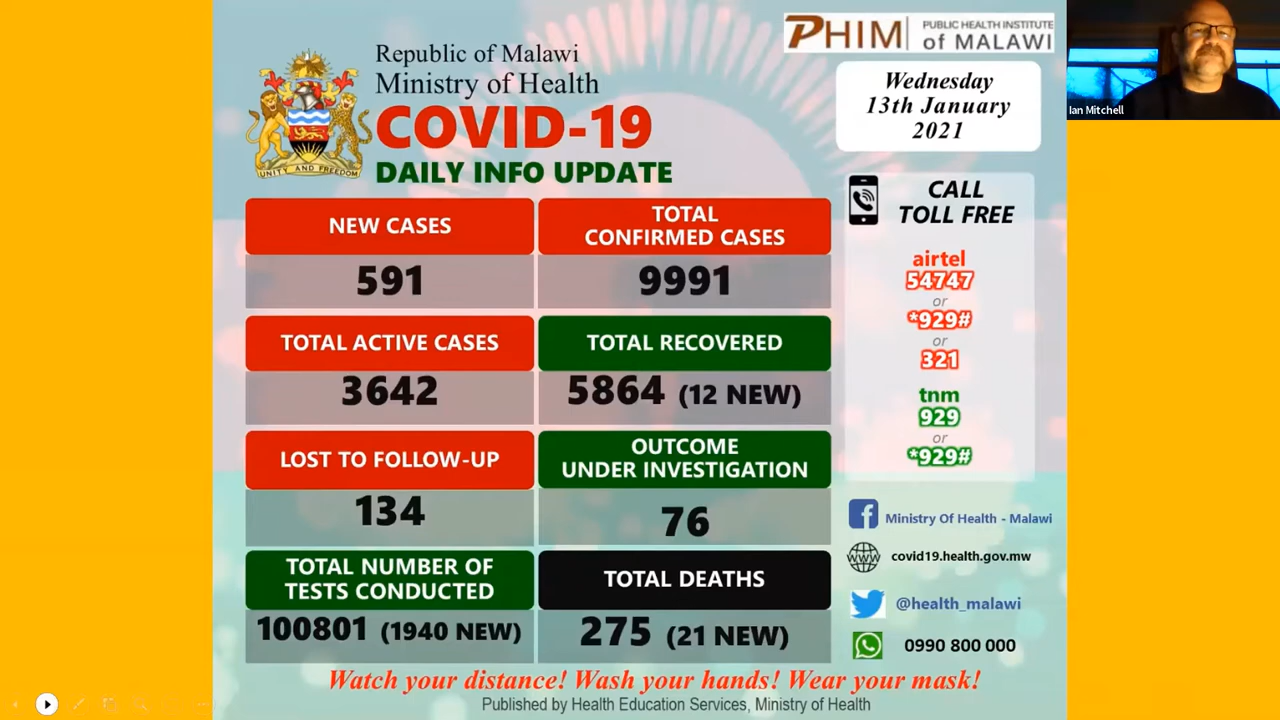 PHIM
PUBLIC HEALTH INSTITUTE
of MALAWI
Republic of Malawi
Ministry of Health
COVID-19
DAILY INFO UPDATE
UNITY AND FREEDOM
Wednesday
13th January
2021
Ian Mitchell
NEW CASES
591
TOTAL
CONFIRMED CASES
9991
TOTAL ACTIVE CASES
3642
TOTAL RECOVERED
5864 (12 NEW)
LOST TO FOLLOW-UP
134
OUTCOME
UNDER INVESTIGATION
76
TOTAL NUMBER OF
TESTS CONDUCTED
100801 (1940 NEW)
TOTAL DEATHS
275 (21 NEW)
CALL
TOLL FREE
airtel
54747
or
*929#
or
321
tnm
929
or
*929#
Ministry Of Health - Malawi
WWW
covid19.health.gov.mw
@health_malawi
0990 800 000
Watch your distance! Wash your hands! Wear your mask!
Published by Health Education Services, Ministry of Health